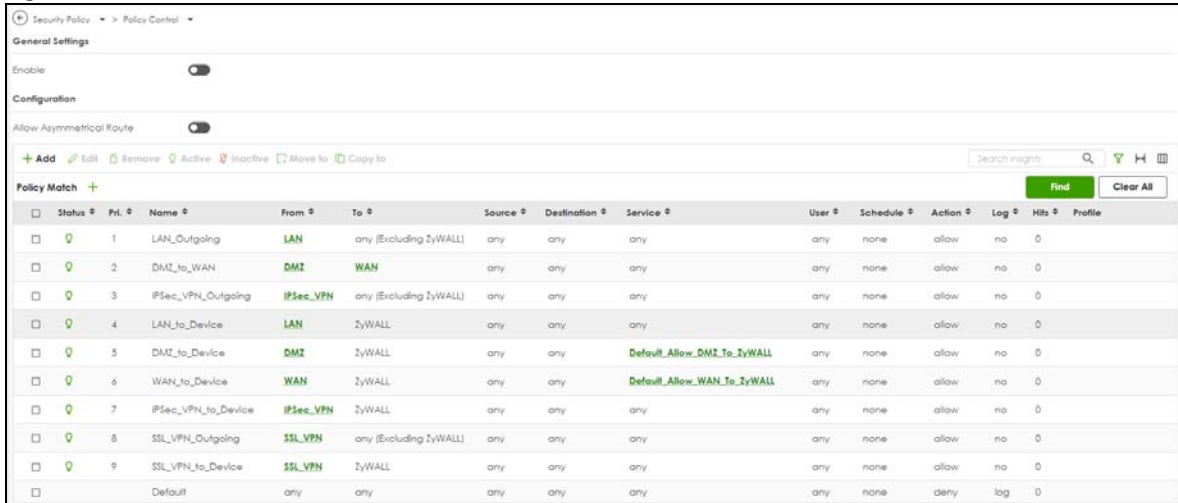 Security Policy > Policy Control
General Settings
Enable
Configuration
Allow Asymmetrical Route
Add Edit Remove Active Inactive Move to Copy to Search insights
Policy Match + Find Clear All
Status Pri. Name From To Source Destination Service User Schedule Action Log Hits Profile
1 LAN_Outgoing LAN any (Excluding ZyWALL) any any any any none allow no 0
2 DMZ_to_WAN DMZ WAN any any any any none allow no 0
3 IPSec_VPN_Outgoing IPSec_VPN any (Excluding ZyWALL) any any any any none allow no 0
4 LAN_to_Device LAN ZyWALL any any any any none allow no 0
5 DMZ_to_Device DMZ ZyWALL any any Default_Allow_DMZ_To_ZyWALL any none allow no 0
6 WAN_to_Device WAN ZyWALL any any Default_Allow_WAN_To_ZyWALL any none allow no 0
7 IPSec_VPN_to_Device IPSec_VPN ZyWALL any any any any none allow no 0
8 SSL_VPN_Outgoing SSL_VPN any (Excluding ZyWALL) any any any any none allow no 0
9 SSL_VPN_to_Device SSL_VPN ZyWALL any any any any none allow no 0
Default any any any any any any none deny log 0